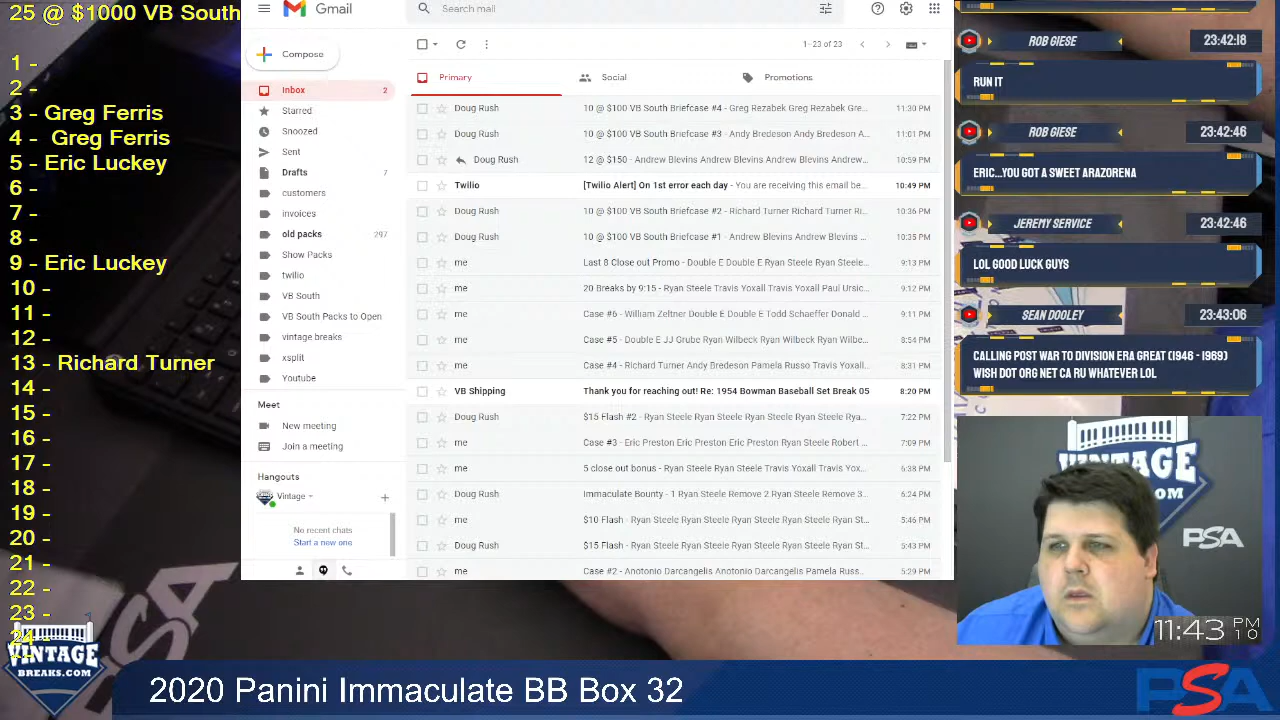 25 @ $1000 VB South
1 -
2 -
3 - Greg Ferris
4 - Greg Ferris
5 - Eric Luckey
6 -
7 -
8 -
9 - Eric Luckey
10 -
11 -
12 -
13 - Richard Turner
14 -
15 -
16 -
17 -
18 -
19 -
20 -
21 -
22 -
23 -
24 -
VINTAGE
BREAKS.COM
Gmail
Search mail
Compose
Inbox 2
Starred
Snoozed
Sent
Drafts 7
customers
invoices
old packs 297
Show Packs
twilio
VB South
VB South Packs to Open
vintage breaks
xsplit
Youtube
Meet
New meeting
Join a meeting
Hangouts
Vintage
No recent chats
Start a new one
1-23 of 23
Primary
Social
Promotions
Doug Rush 10 @ $100 VB South Briefcase #4 - Greg Rezabek Greg Rezabek Gre... 11:30 PM
Doug Rush 10 @ $100 VB South Briefcase #3 - Andy Bredeson Andy Bredeson A... 11:01 PM
Doug Rush 12 @ $150 - Andrew Blevins Andrew Blevins Andrew Blevins Andrew... 10:59 PM
Twilio [Twilio Alert] On 1st error each day - You are receiving this email be... 10:49 PM
Doug Rush 10 @ $100 VB South Briefcase #2 - Richard Turner Richard Turner Ri... 10:36 PM
Doug Rush 10 @ $100 VB South Briefcase #1 - Andrew Blevins Andrew Blevins ... 10:35 PM
me Last 8 Close out Promo - Double E Double E Ryan Steele Ryan Steele... 9:13 PM
me 20 Breaks by 9:15 - Ryan Steele Travis Yoxall Travis Yoxall Paul Ursic... 9:12 PM
me Case #6 - William Zeltner Double E Double E Todd Schaeffer Donald ... 9:11 PM
me Case #5 - Double E JJ Grube Ryan Wilbeck Ryan Wilbeck Ryan Wilbe... 8:54 PM
me Case #4 - Richard Turner Andy Bredeson Pamela Russo Travis Yoxall... 8:31 PM
VB Shipping Thank you for reaching out! Re: 1954 Bowman Baseball Set Break 05 8:20 PM
Doug Rush $15 Flash #2 - Ryan Steele Ryan Steele Ryan Steele Ryan Steele Rya... 7:22 PM
me Case #3 - Eric Preston Eric Preston Eric Preston Ryan Steele Robert ... 7:09 PM
me 5 close out bonus - Ryan Steele Ryan Steele Travis Yoxall Travis Yox... 6:38 PM
Doug Rush Immaculate Bounty - 1 Ryan Steele Remove 2 Ryan Steele Remove 3... 6:24 PM
me $10 Flash - Ryan Steele Ryan Steele Ryan Steele Ryan Steele Ryan St... 5:46 PM
Doug Rush $15 Flash - Ryan Steele Ryan Steele Ryan Steele Ryan Steele Ryan St... 5:43 PM
me Case #2 - Anotonio Darcangelis Antonio Darcangelis Pamela Russ... 5:29 PM
ROB GIESE 23:42:18
RUN IT
ROB GIESE 23:42:46
ERIC...YOU GOT A SWEET ARAZORENA
JEREMY SERVICE 23:42:46
LOL GOOD LUCK GUYS
SEAN DOOLEY 23:43:06
CALLING POST WAR TO DIVISION ERA GREAT (1946 - 1969)
WISH DOT ORG NET CA RU WHATEVER LOL
VINTAGE
.COM
PSA
11:43 PM
10
2020 Panini Immaculate BB Box 32
PSA